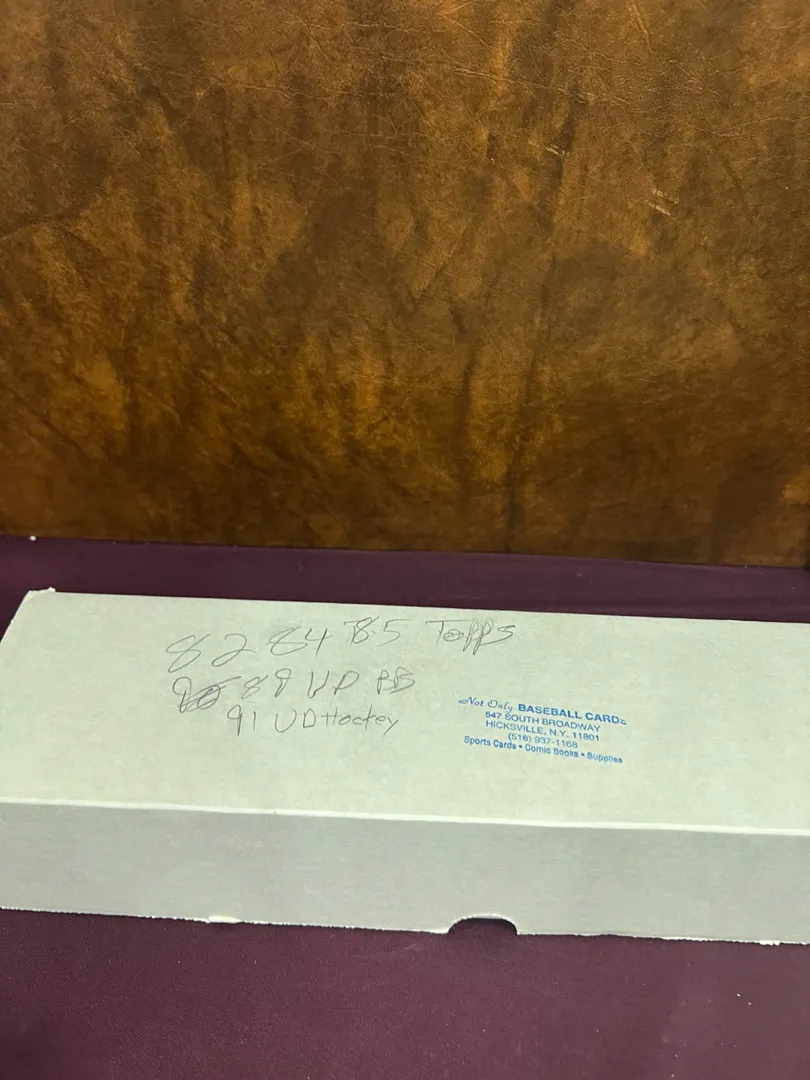 82 84 85 Topps
89 UD BB
91 UD Hockey
Not Only BASEBALL CARDS
547 SOUTH BROADWAY
HICKSVILLE, N.Y. 11801
(516) 937-1168
Sports Cards • Comic Books • Supplies